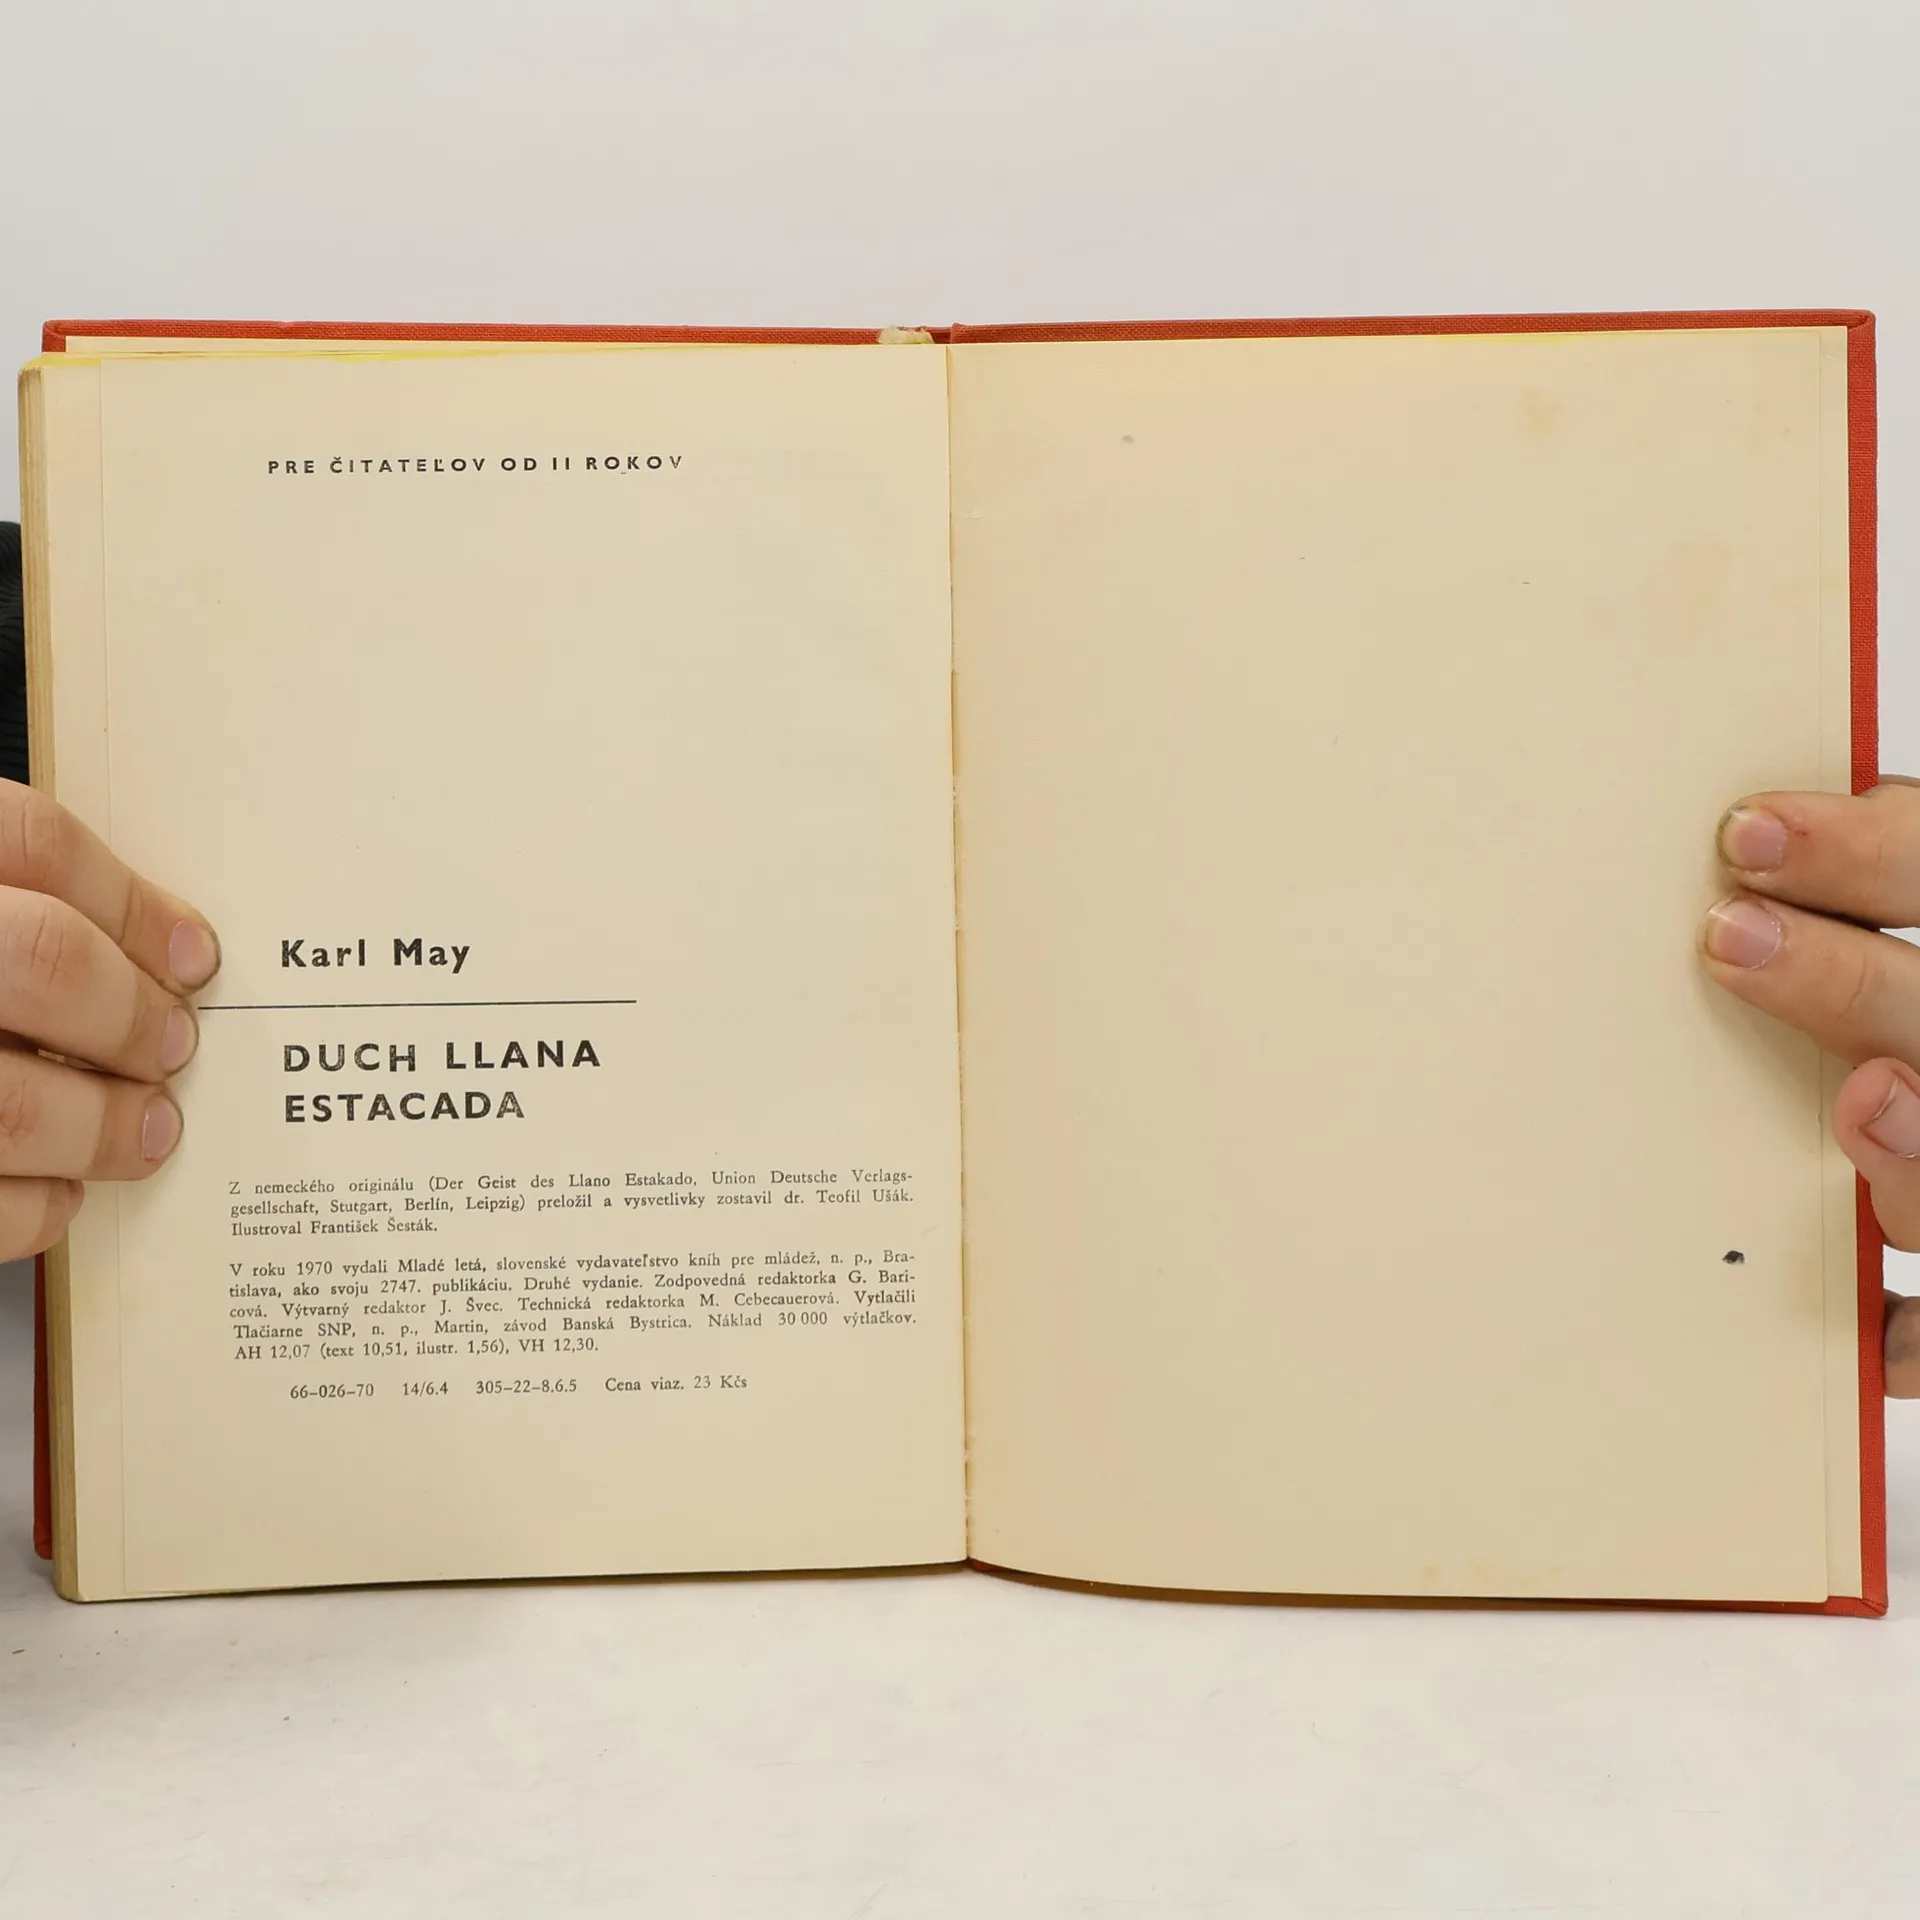 PRE ČITATEĽOV OD 11 ROKOV
Karl May
DUCH LLANA
ESTACADA
Z nemeckého originálu (Der Geist des Llano Estakado, Union Deutsche Verlags-
gesellschaft, Stutgart, Berlín, Leipzig) preložil a vysvetlivky zostavil dr. Teofil Ušák.
Ilustroval František Šesták.
V roku 1970 vydali Mladé letá, slovenské vydavateľstvo kníh pre mládež, n. p., Bra-
tislava, ako svoju 2747. publikáciu. Druhé vydanie. Zodpovedná redaktorka G. Bari-
cová. Výtvarný redaktor J. Švec. Technická redaktorka M. Cebecauerová. Vytlačili
Tlačiarne SNP, n. p., Martin, závod Banská Bystrica. Náklad 30 000 výtlačkov.
AH 12,07 (text 10,51, ilustr. 1,56), VH 12,30.
66–026–70 14/6.4 305–22–8.6.5 Cena viaz. 23 Kčs